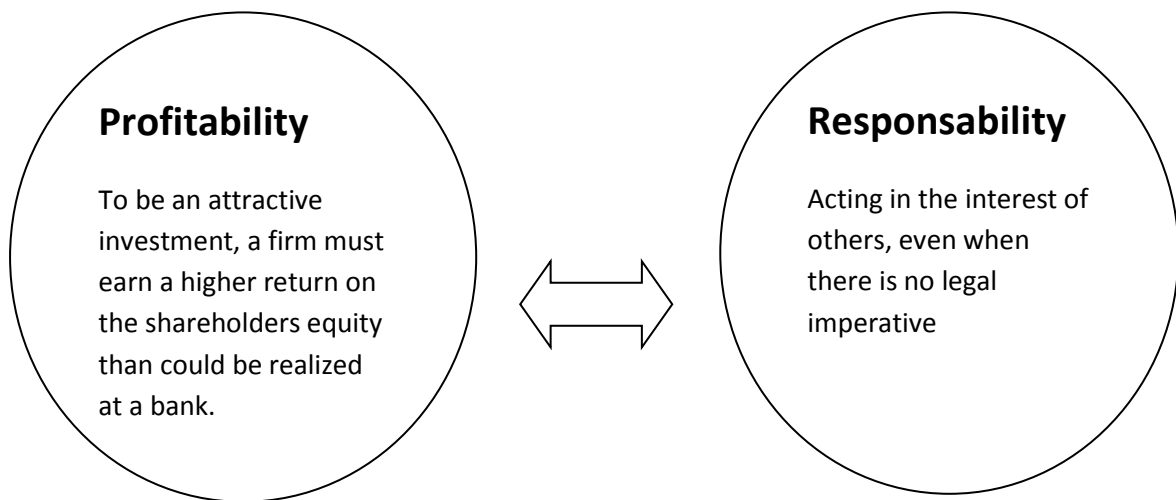 Profitability
To be an attractive
investment, a firm must
earn a higher return on
the shareholders equity
than could be realized
at a bank.
Responsability
Acting in the interest of
others, even when
there is no legal
imperative